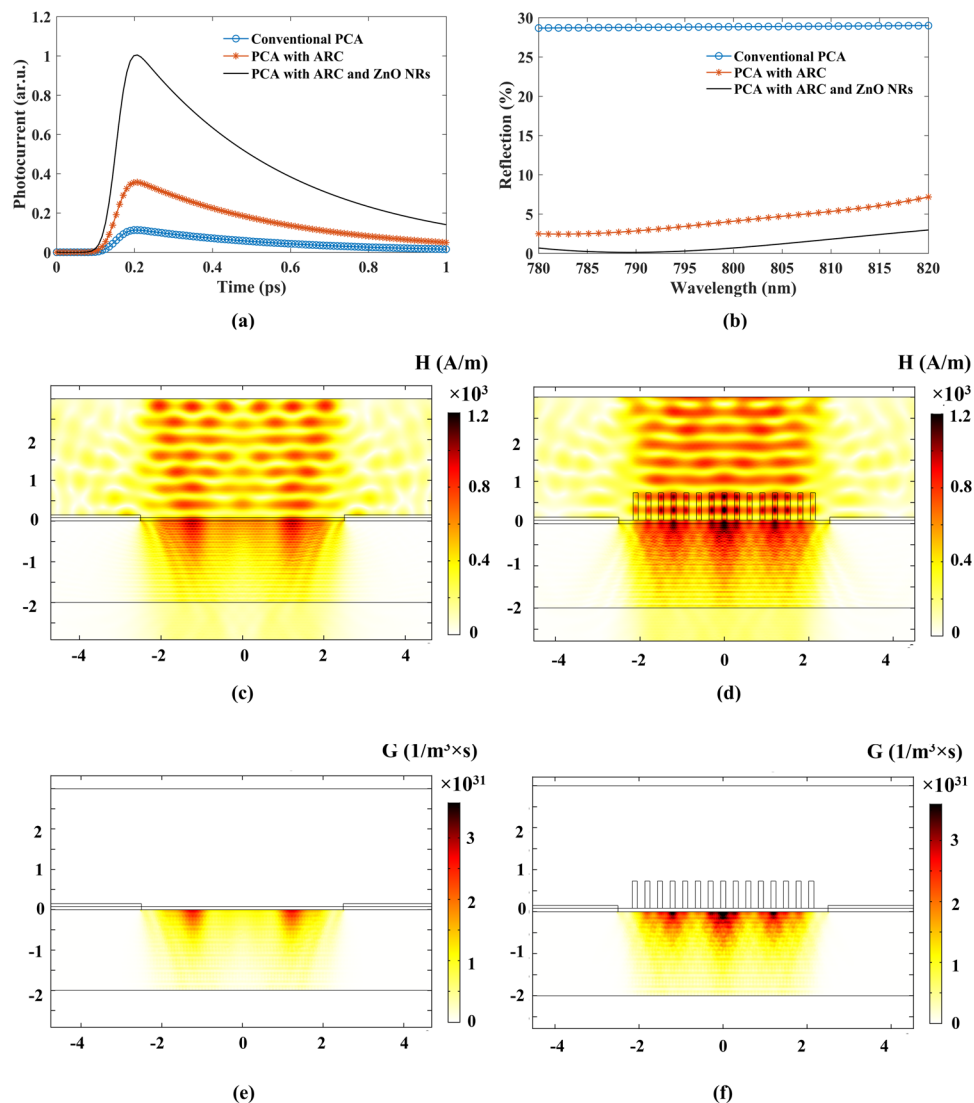 1.2
1
0.8
0.6
0.4
0.2
0
Photocurrent (ar.u.)
Conventional PCA
PCA with ARC
PCA with ARC and ZnO NRs
0 0.2 0.4 0.6 0.8 1
Time (ps)
(a)
30
25
20
15
10
5
0
Reflection (%)
Conventional PCA
PCA with ARC
PCA with ARC and ZnO NRs
780 785 790 795 800 805 810 815 820
Wavelength (nm)
(b)
H (A/m)
×10³
1.2
0.8
0.4
0
2
1
0
-1
-2
-4 -2 0 2 4
(c)
H (A/m)
×10³
1.2
0.8
0.4
0
2
1
0
-1
-2
-4 -2 0 2 4
(d)
G (1/m³×s)
×10³¹
3
2
1
0
2
1
0
-1
-2
-4 -2 0 2 4
(e)
G (1/m³×s)
×10³¹
3
2
1
0
2
1
0
-1
-2
-4 -2 0 2 4
(f)